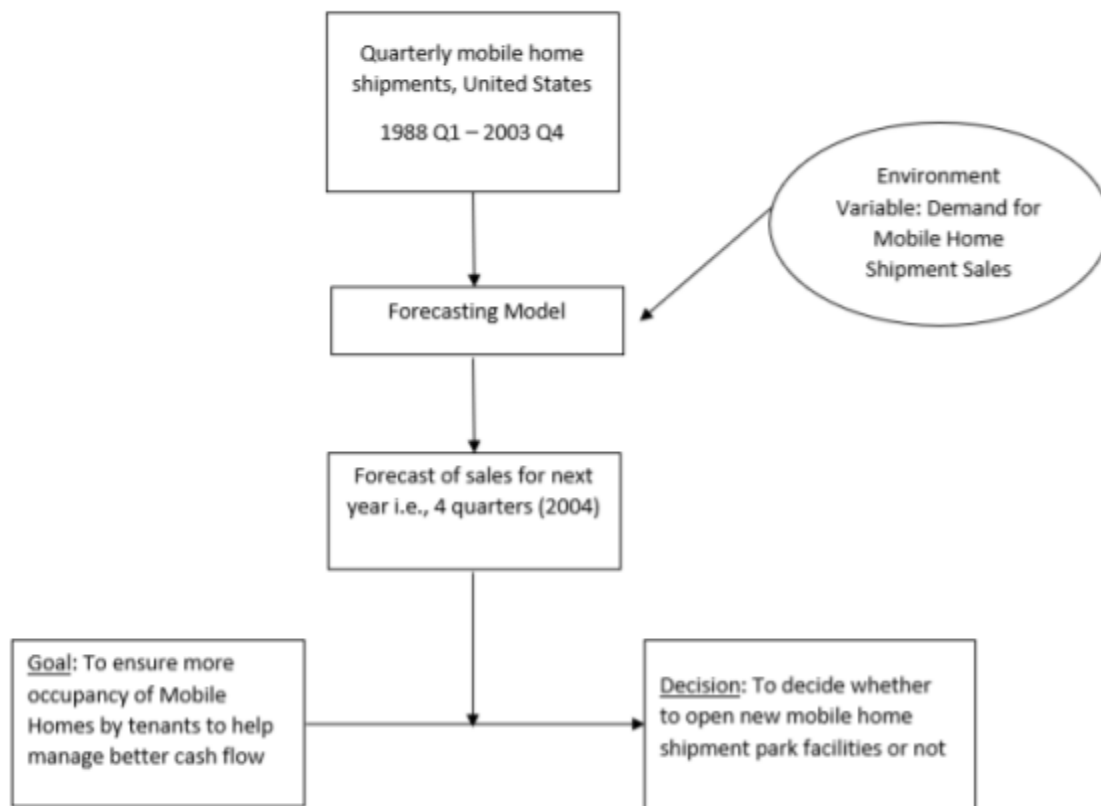 Quarterly mobile home
shipments, United States
1988 Q1 – 2003 Q4
Environment
Variable: Demand for
Mobile Home
Shipment Sales
Forecasting Model
Forecast of sales for next
year i.e., 4 quarters (2004)
Goal: To ensure more
occupancy of Mobile
Homes by tenants to help
manage better cash flow
Decision: To decide whether
to open new mobile home
shipment park facilities or not